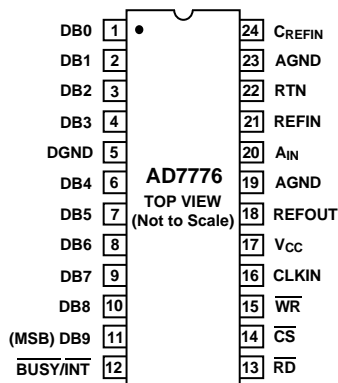 DB0 1 24 CREFIN
DB1 2 23 AGND
DB2 3 22 RTN
DB3 4 21 REFIN
DGND 5 20 AIN
DB4 6 19 AGND
DB5 7 18 REFOUT
DB6 8 17 VCC
DB7 9 16 CLKIN
DB8 10 15 WR
(MSB) DB9 11 14 CS
BUSY/INT 12 13 RD
AD7776
TOP VIEW
(Not to Scale)